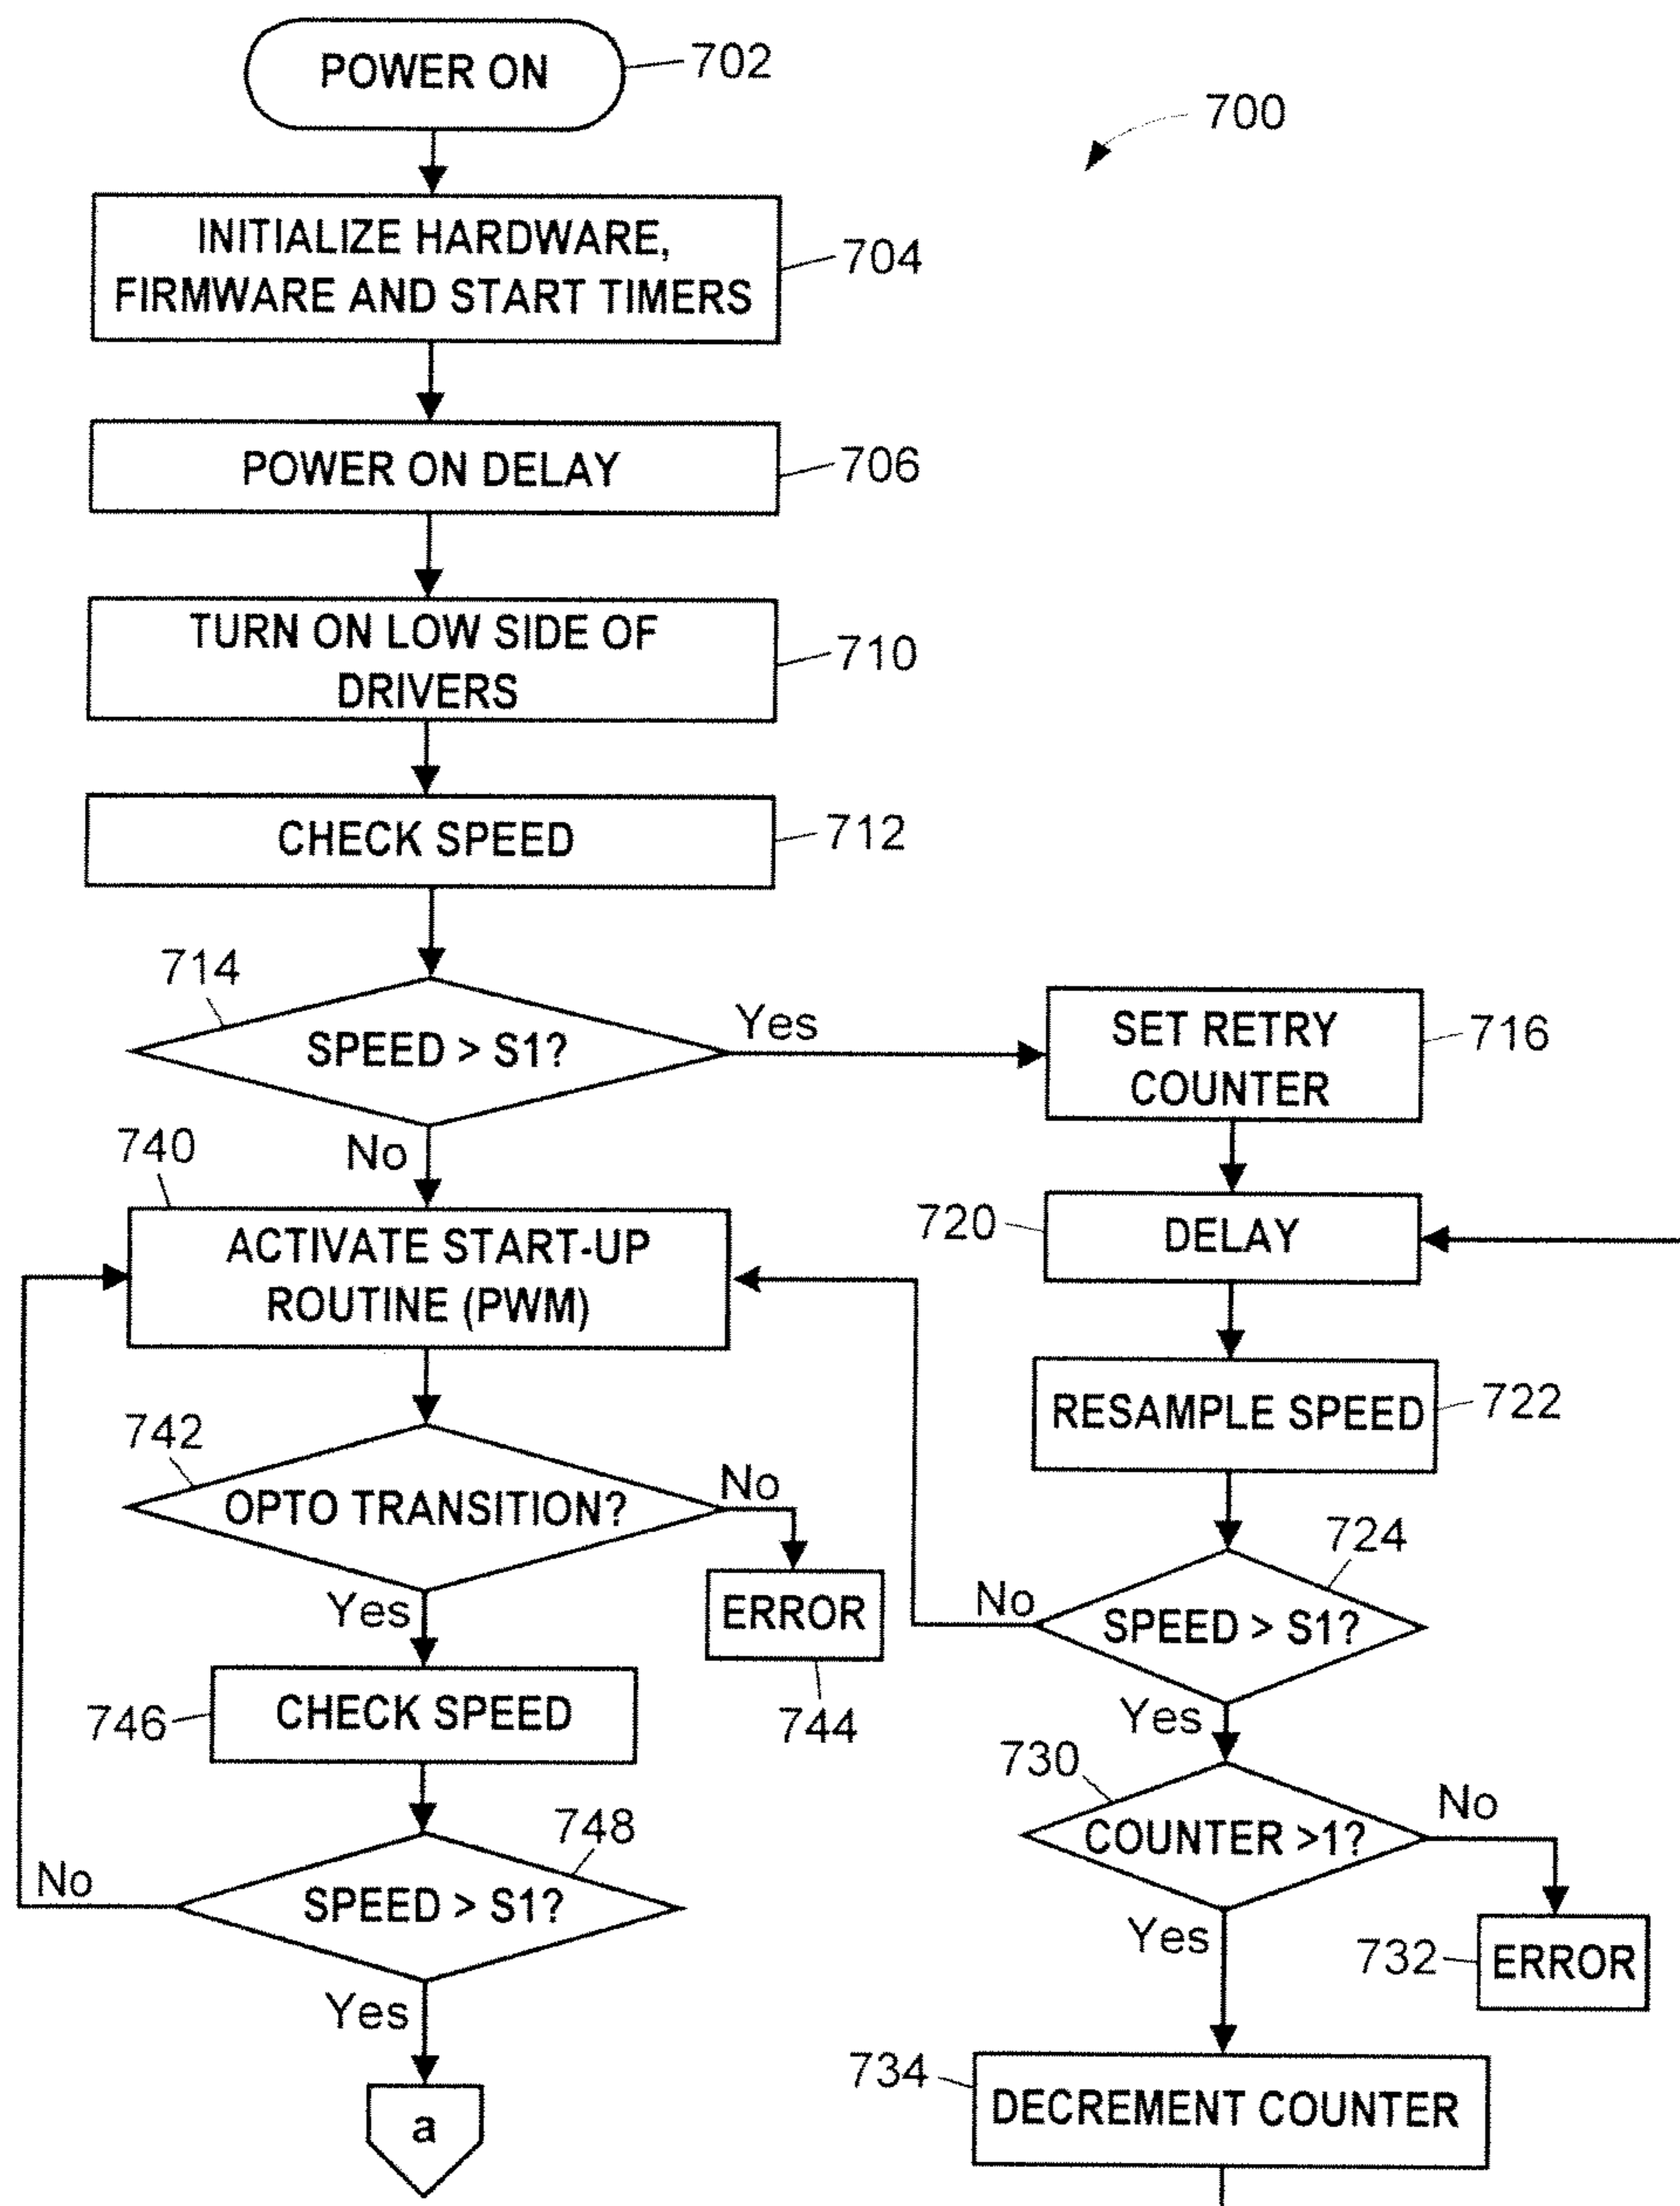 POWER ON
702
700
INITIALIZE HARDWARE,
FIRMWARE AND START TIMERS
704
POWER ON DELAY
706
TURN ON LOW SIDE OF
DRIVERS
710
CHECK SPEED
712
714
SPEED > S1?
Yes
No
SET RETRY
COUNTER
716
740
ACTIVATE START-UP
ROUTINE (PWM)
720
DELAY
RESAMPLE SPEED
722
742
OPTO TRANSITION?
No
Yes
ERROR
744
724
SPEED > S1?
No
Yes
746
CHECK SPEED
730
COUNTER >1?
No
Yes
732
ERROR
748
SPEED > S1?
No
Yes
a
734
DECREMENT COUNTER